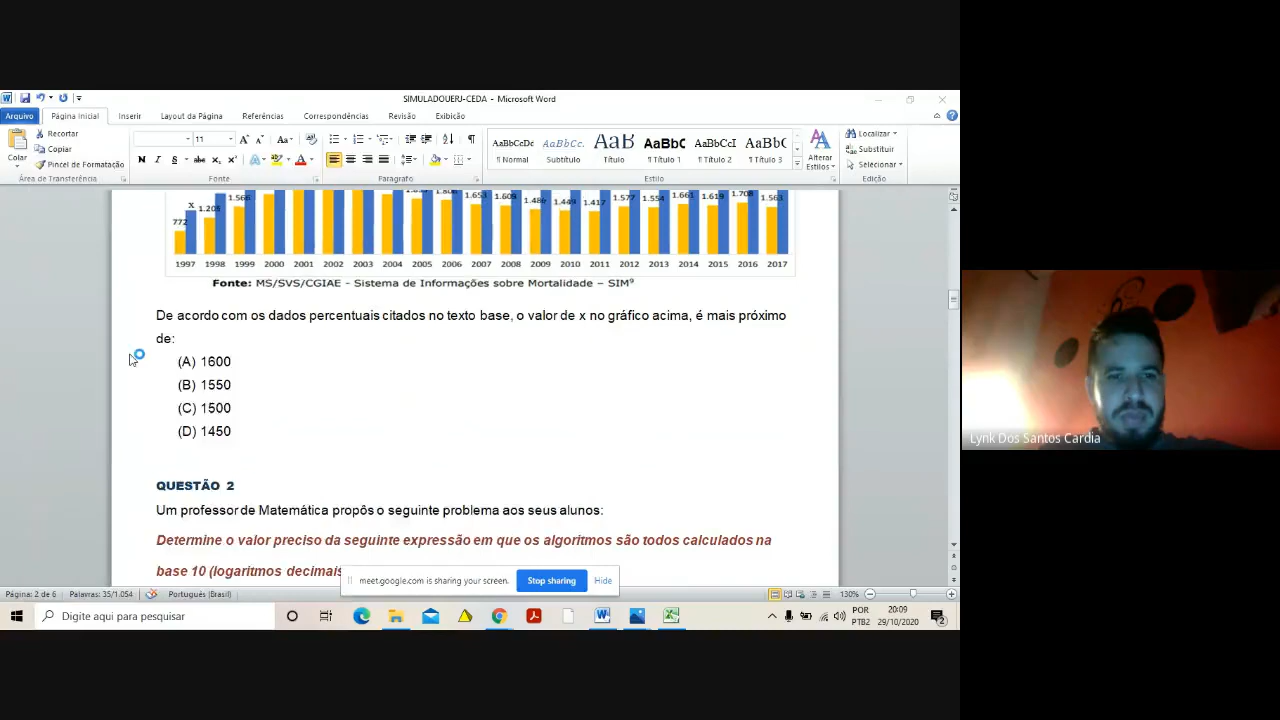 SIMULADOUERJ-CEDA - Microsoft Word
Arquivo Página Inicial Inserir Layout da Página Referências Correspondências Revisão Exibição
Colar
Recortar
Copiar
Pincel de Formatação
Área de Transferência
11
N I S abc x₂ x²
Fonte
Parágrafo
AaBbCcDc AaBbCc. AaB AaBbC AaBbCcI AaBbC
¶ Normal Subtítulo Título ¶ Título 1 ¶ Título 2 ¶ Título 3
Estilo
Alterar Estilos
Localizar
Substituir
Selecionar
Edição
772 x 1.205 1.566 1.653 1.486 1.449 1.417 1.577 1.554 1.661 1.619 1.708 1.563
1997 1998 1999 2000 2001 2002 2003 2004 2005 2006 2007 2008 2009 2010 2011 2012 2013 2014 2015 2016 2017
Fonte: MS/SVS/CGIAE - Sistema de Informações sobre Mortalidade – SIM⁹
De acordo com os dados percentuais citados no texto base, o valor de x no gráfico acima, é mais próximo
de:
(A) 1600
(B) 1550
(C) 1500
(D) 1450
QUESTÃO 2
Um professor de Matemática propôs o seguinte problema aos seus alunos:
Determine o valor preciso da seguinte expressão em que os algoritmos são todos calculados na
base 10 (logaritmos decimais
meet.google.com is sharing your screen. Stop sharing Hide
Página: 2 de 6 Palavras: 35/1.054 Português (Brasil) 130%
Digite aqui para pesquisar
POR
PTB2
20:09
29/10/2020
2
Lynk Dos Santos Cardia